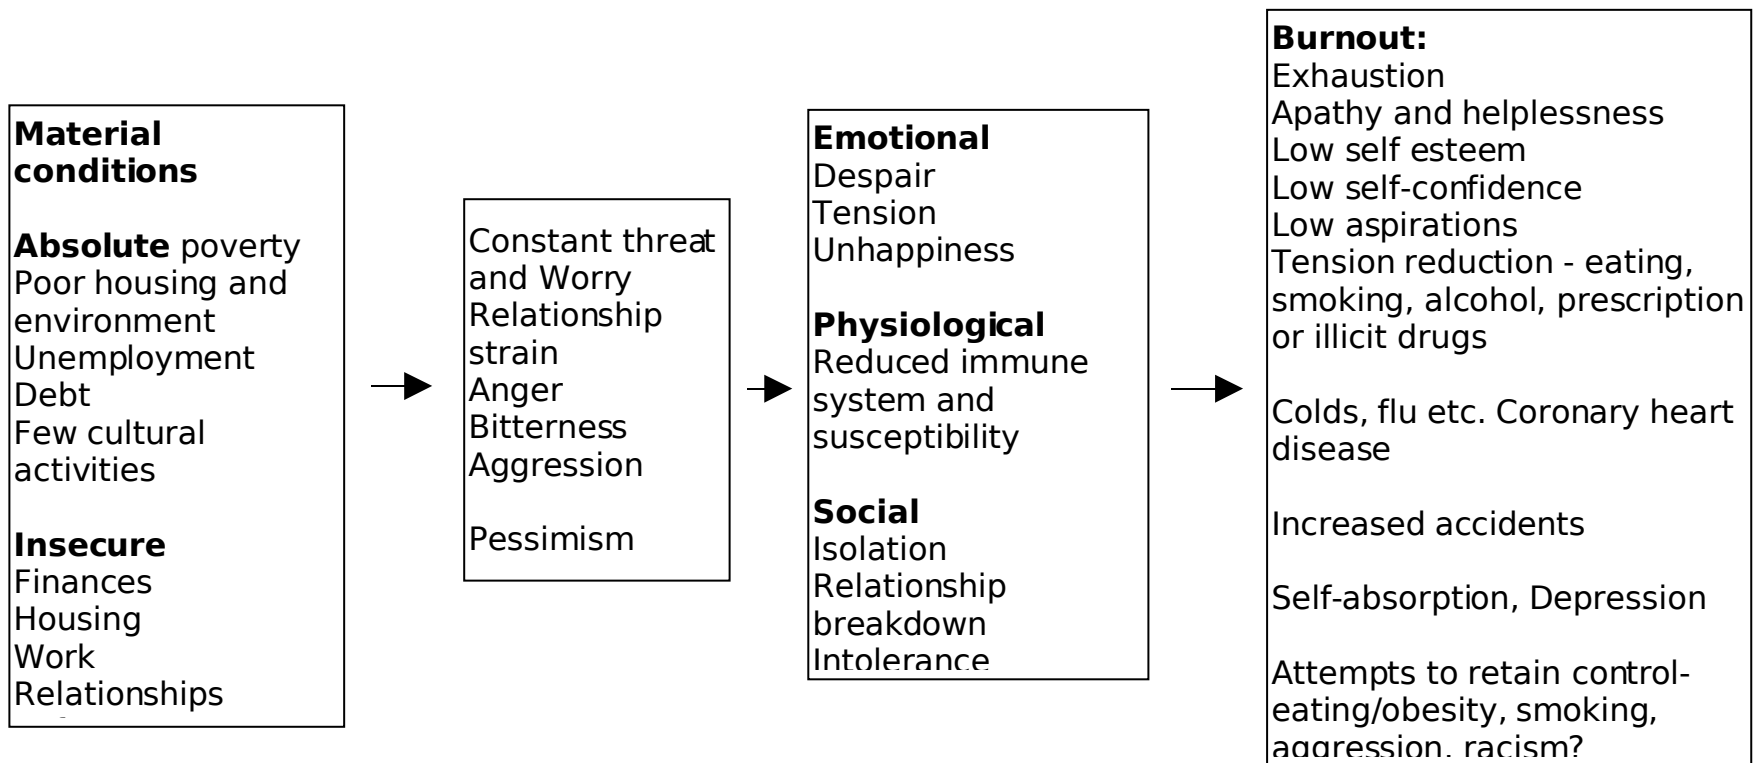 Material
conditions
Absolute poverty
Poor housing and
environment
Unemployment
Debt
Few cultural
activities
Insecure
Finances
Housing
Work
Relationships
Constant threat
and Worry
Relationship
strain
Anger
Bitterness
Aggression
Pessimism
Emotional
Despair
Tension
Unhappiness
Physiological
Reduced immune
system and
susceptibility
Social
Isolation
Relationship
breakdown
Intolerance
Burnout:
Exhaustion
Apathy and helplessness
Low self esteem
Low self-confidence
Low aspirations
Tension reduction - eating,
smoking, alcohol, prescription
or illicit drugs
Colds, flu etc. Coronary heart
disease
Increased accidents
Self-absorption, Depression
Attempts to retain control-
eating/obesity, smoking,
aggression, racism?